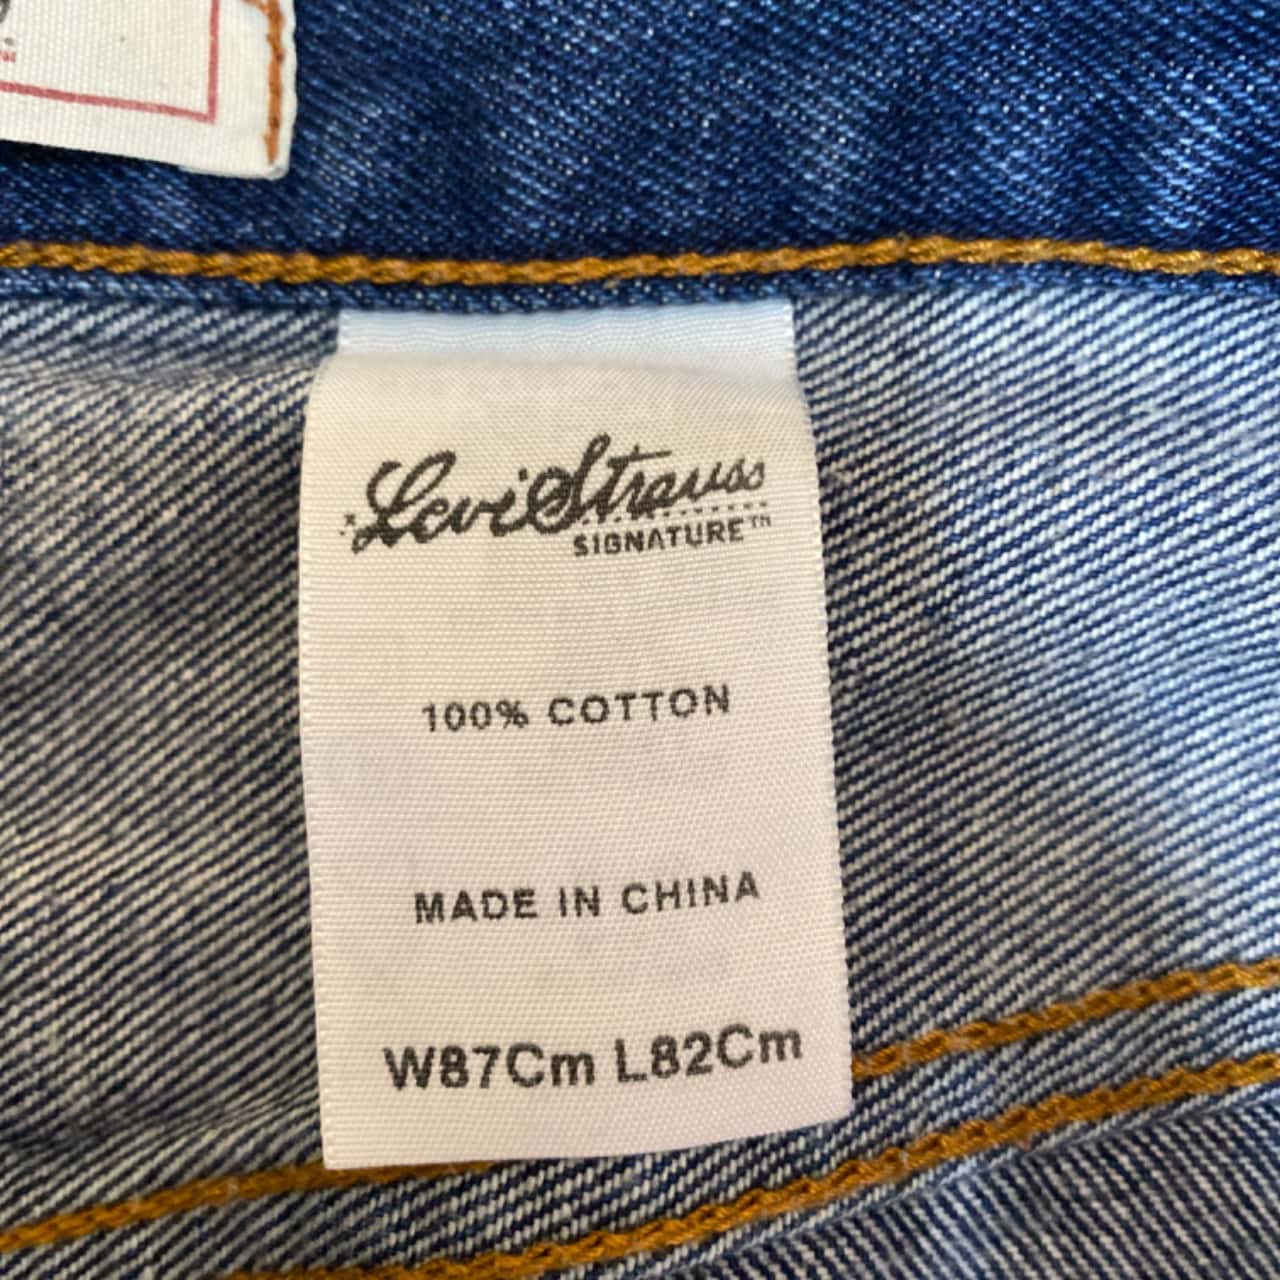 Levi Strauss
SIGNATURE™
100% COTTON
MADE IN CHINA
W87Cm L82Cm